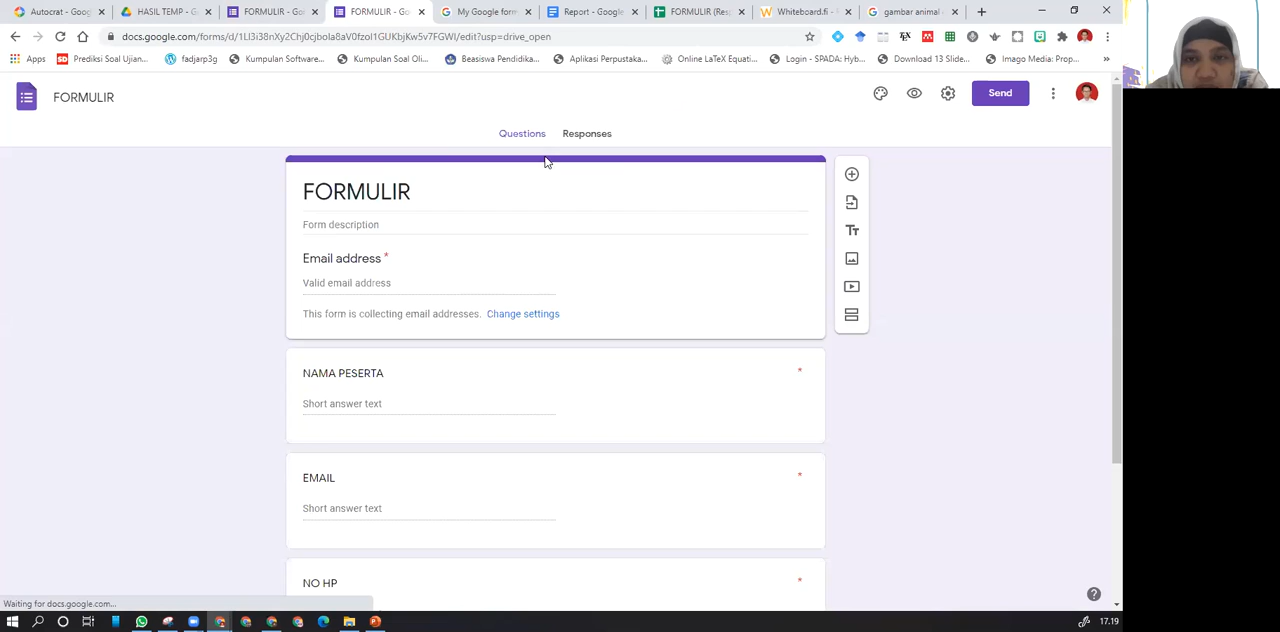 Autocrat - Goog
HASIL TEMP - G
FORMULIR - Go
FORMULIR - Go
My Google form
Report - Google
FORMULIR (Res
Whiteboard.fi -
gambar animal
docs.google.com/forms/d/1Ll3i38nXy2Chj0cjbola8aV0fzoI1GUKbjKw5v7FGWI/edit?usp=drive_open
Apps
Prediksi Soal Ujian...
fadjarp3g
Kumpulan Software...
Kumpulan Soal Oli...
Beasiswa Pendidika...
Aplikasi Perpustaka...
Online LaTeX Equati...
Login - SPADA: Hyb...
Download 13 Slide...
Imago Media: Prop...
FORMULIR
Send
Questions
Responses
FORMULIR
Form description
Email address *
Valid email address
This form is collecting email addresses. Change settings
NAMA PESERTA *
Short answer text
EMAIL *
Short answer text
NO HP *
Waiting for docs.google.com...
17.19